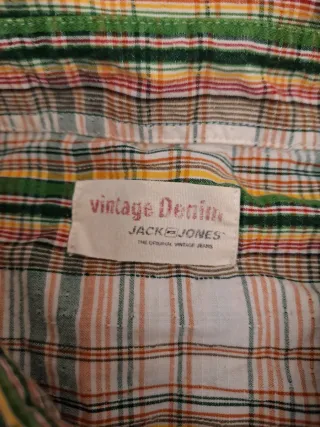 vintage Denim
JACK JONES
THE ORIGINAL VINTAGE JEANS